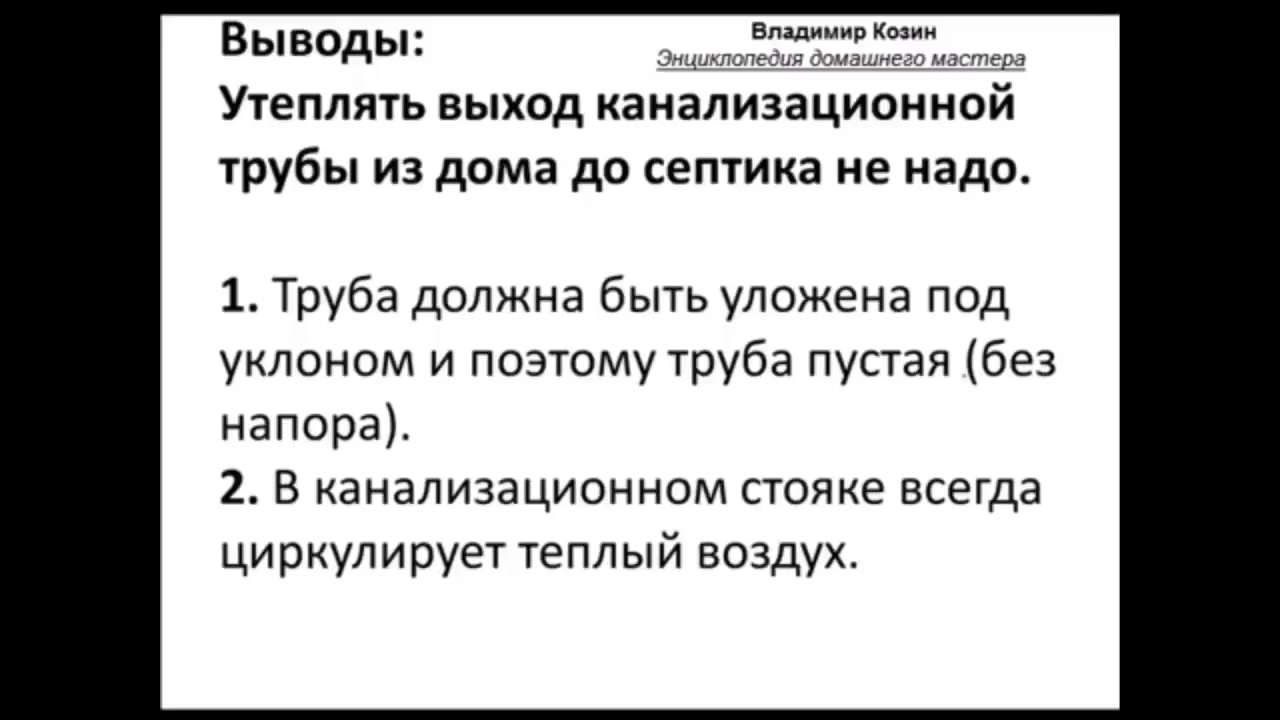 Выводы:
Владимир Козин
Энциклопедия домашнего мастера
Утеплять выход канализационной
трубы из дома до септика не надо.
1. Труба должна быть уложена под
уклоном и поэтому труба пустая (без
напора).
2. В канализационном стояке всегда
циркулирует теплый воздух.